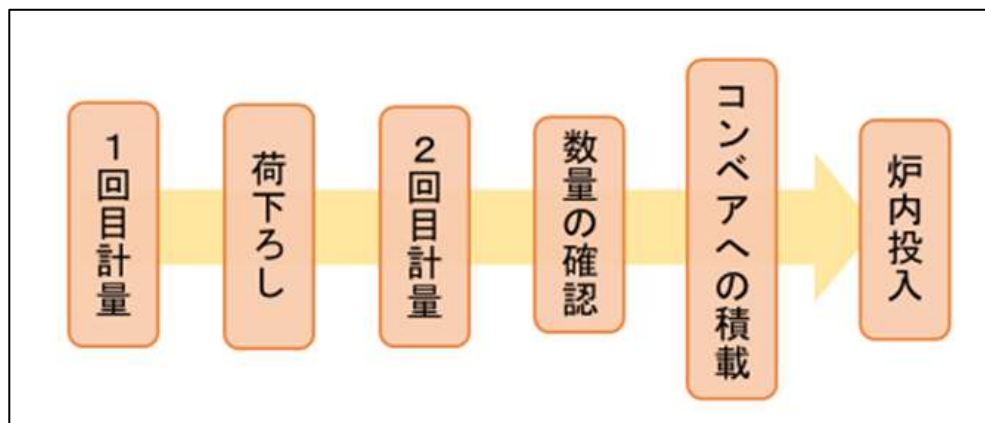 1回目計量
荷下ろし
2回目計量
数量の確認
コンベアへの積載
炉内投入